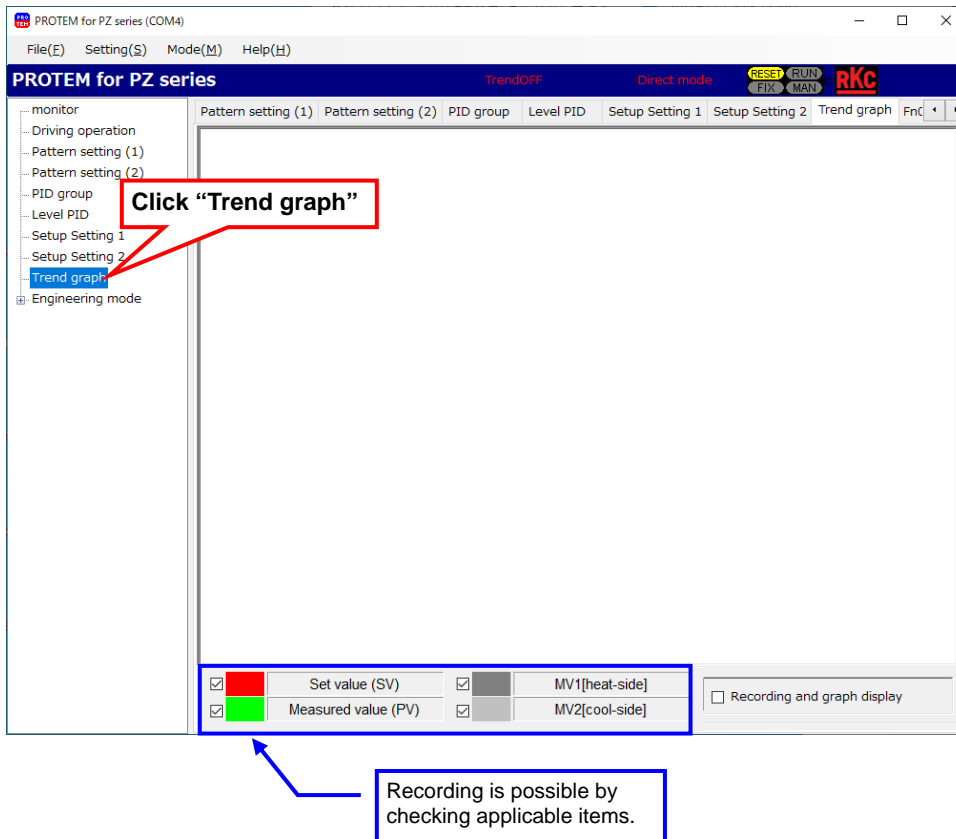 PRO TEM PROTEM for PZ series (COM4)
File(F) Setting(S) Mode(M) Help(H)
PROTEM for PZ series TrendOFF Direct mode RESET RUN FIX MAN RKC
Pattern setting (1) Pattern setting (2) PID group Level PID Setup Setting 1 Setup Setting 2 Trend graph Fn0
monitor
Driving operation
Pattern setting (1)
Pattern setting (2)
PID group
Level PID
Setup Setting 1
Setup Setting 2
Trend graph
Engineering mode
Click “Trend graph”
Set value (SV) MV1[heat-side]
Measured value (PV) MV2[cool-side]
Recording and graph display
Recording is possible by
checking applicable items.